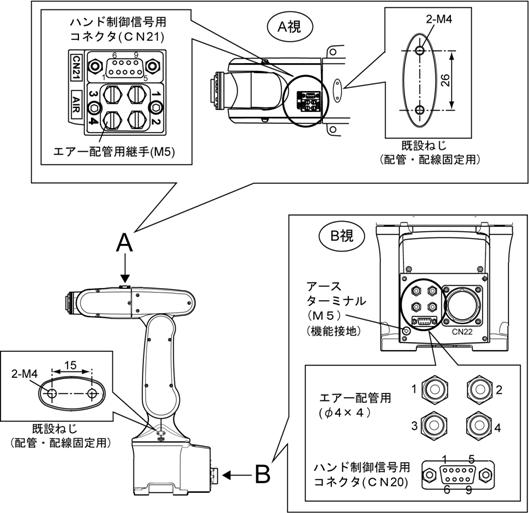 ハンド制御信号用
コネクタ(CN21)
CN21
6 9
1 5
AIR
3 1
4 2
エアー配管用継手(M5)
A視
2-M4
26
既設ねじ
(配管・配線固定用)
A
2-M4
15
既設ねじ
(配管・配線固定用)
B
B視
アース
ターミナル
(M5)
(機能接地)
CN22
エアー配管用
(φ4×4)
1 2
3 4
ハンド制御信号用
コネクタ(CN20)
1 5
6 9